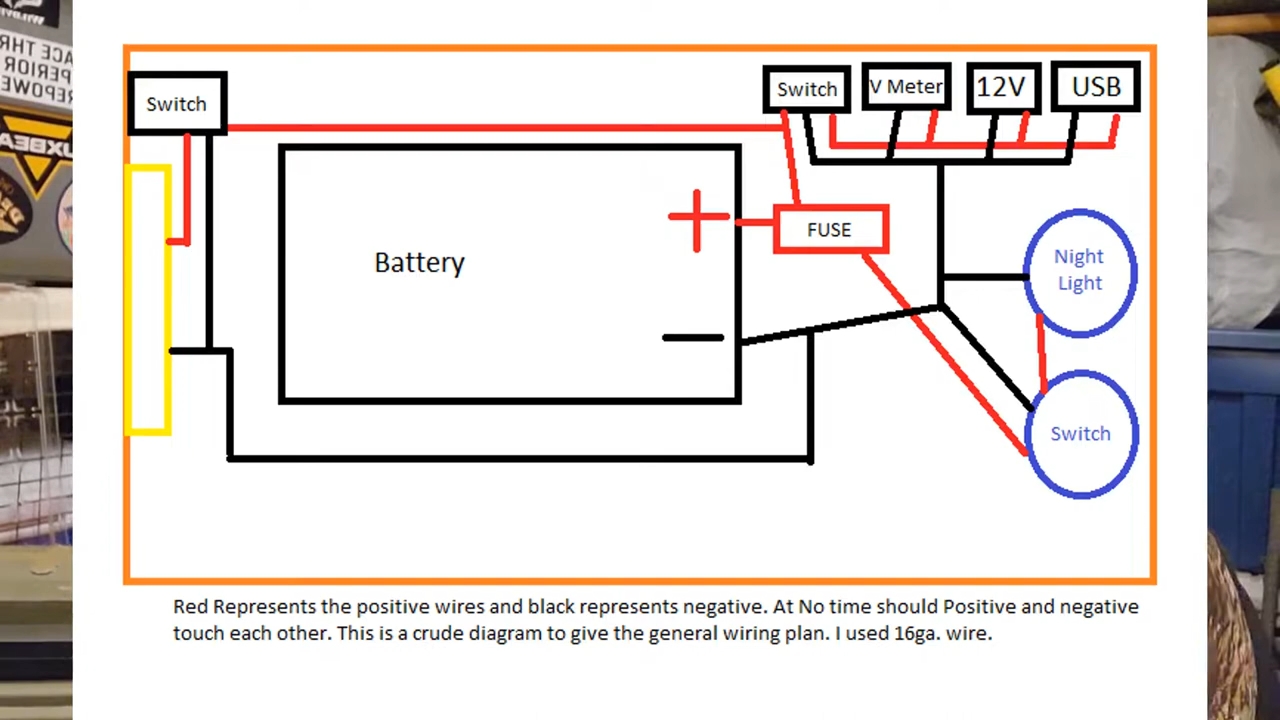 Switch
Switch
V Meter
12V
USB
FUSE
Battery
Night
Light
Switch
Red Represents the positive wires and black represents negative. At No time should Positive and negative
touch each other. This is a crude diagram to give the general wiring plan. I used 16ga. wire.